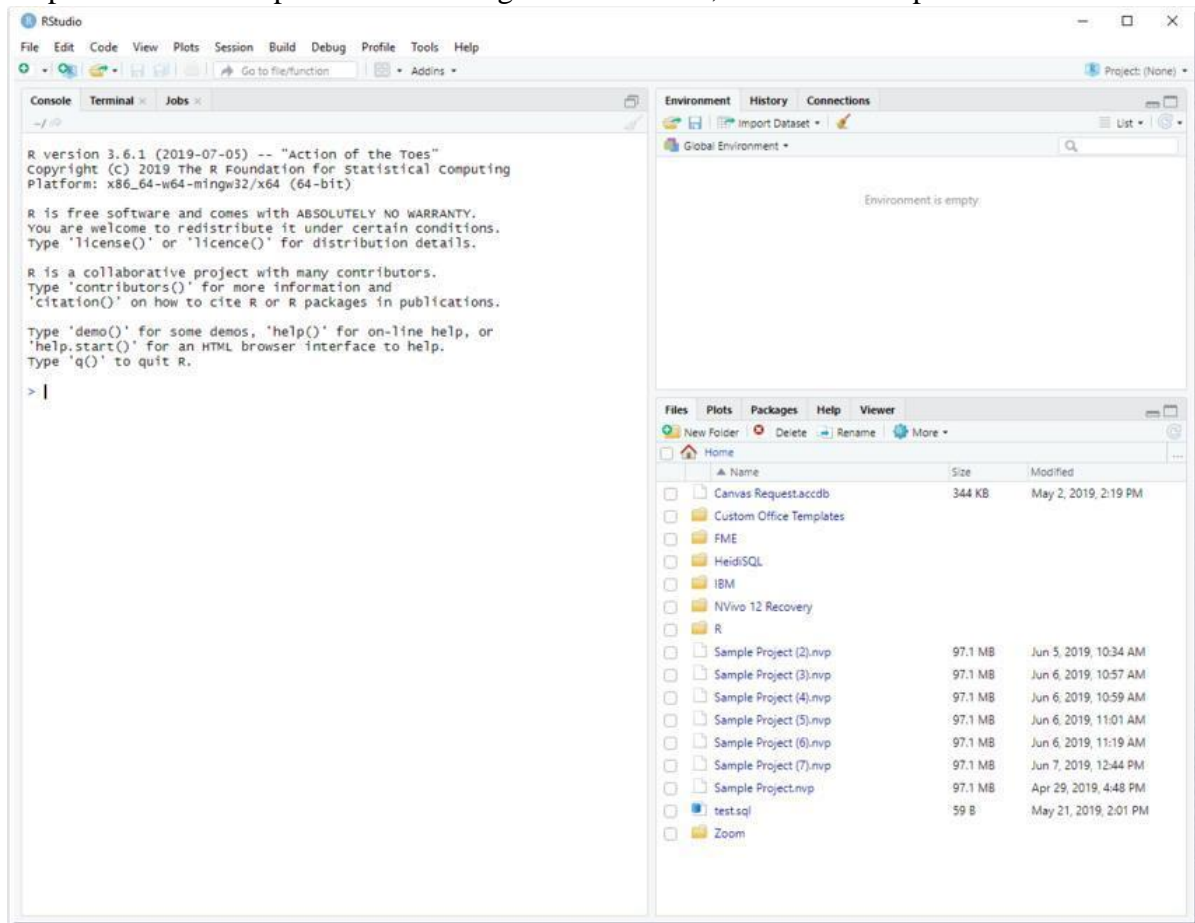 RStudio
File Edit Code View Plots Session Build Debug Profile Tools Help
Go to file/function Addins Project: (None)
Console Terminal Jobs
~/
R version 3.6.1 (2019-07-05) -- "Action of the Toes"
Copyright (C) 2019 The R Foundation for Statistical Computing
Platform: x86_64-w64-mingw32/x64 (64-bit)
R is free software and comes with ABSOLUTELY NO WARRANTY.
You are welcome to redistribute it under certain conditions.
Type 'license()' or 'licence()' for distribution details.
R is a collaborative project with many contributors.
Type 'contributors()' for more information and
'citation()' on how to cite R or R packages in publications.
Type 'demo()' for some demos, 'help()' for on-line help, or
'help.start()' for an HTML browser interface to help.
Type 'q()' to quit R.
>
Environment History Connections
Import Dataset List
Global Environment
Environment is empty
Files Plots Packages Help Viewer
New Folder Delete Rename More
Home ...
Name Size Modified
Canvas Request.accdb 344 KB May 2, 2019, 2:19 PM
Custom Office Templates
FME
HeidiSQL
IBM
NVivo 12 Recovery
R
Sample Project (2).nvp 97.1 MB Jun 5, 2019, 10:34 AM
Sample Project (3).nvp 97.1 MB Jun 6, 2019, 10:57 AM
Sample Project (4).nvp 97.1 MB Jun 6, 2019, 10:59 AM
Sample Project (5).nvp 97.1 MB Jun 6, 2019, 11:01 AM
Sample Project (6).nvp 97.1 MB Jun 6, 2019, 11:19 AM
Sample Project (7).nvp 97.1 MB Jun 7, 2019, 12:44 PM
Sample Project.nvp 97.1 MB Apr 29, 2019, 4:48 PM
test.sql 59 B May 21, 2019, 2:01 PM
Zoom